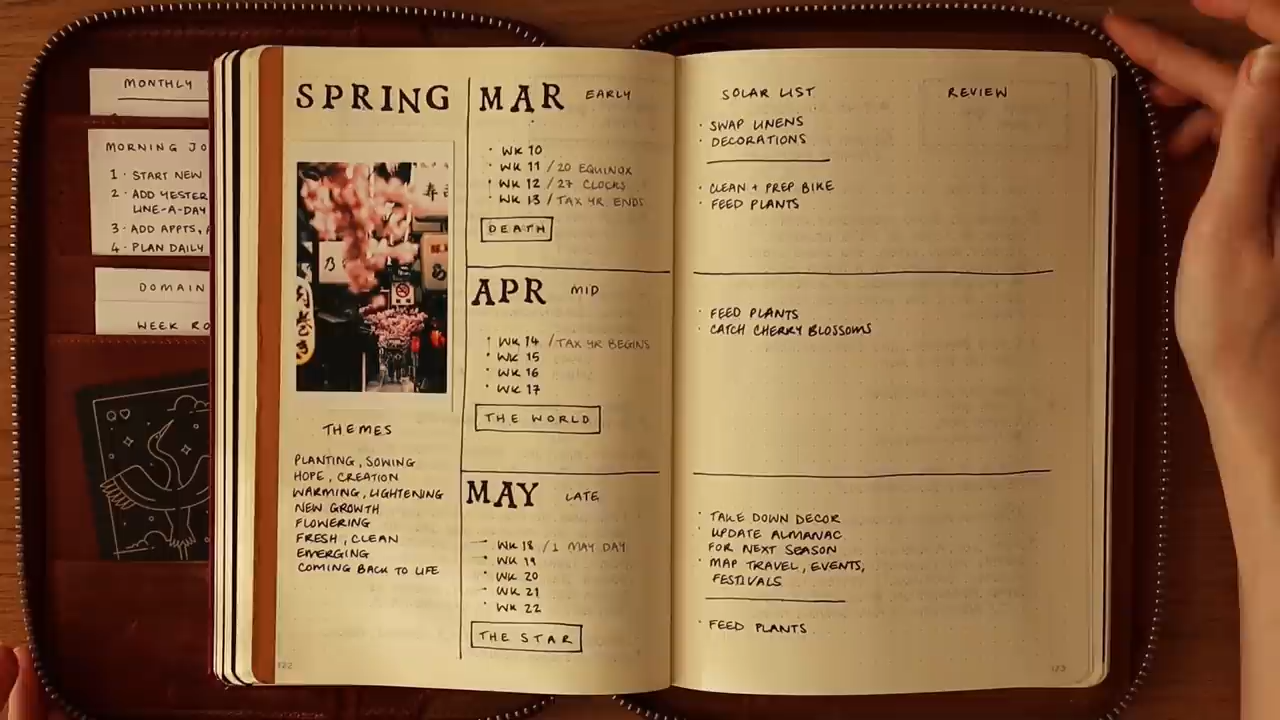 MONTHLY
MORNING JO
1 · START NEW
2 · ADD YESTER
LINE-A-DAY
3 · ADD APPTS,
4 · PLAN DAILY
DOMAIN
WEEK RO
Q♡
SPRING
寿
乃
THEMES
PLANTING, SOWING
HOPE, CREATION
WARMING, LIGHTENING
NEW GROWTH
FLOWERING
FRESH, CLEAN
EMERGING
COMING BACK TO LIFE
122
MAR EARLY
· WK 10
· WK 11 / 20 EQUINOX
· WK 12 / 27 CLOCKS
· WK 13 / TAX YR. ENDS
DEATH
APR MID
· WK 14 / TAX YR BEGINS
· WK 15
· WK 16
· WK 17
THE WORLD
MAY LATE
— WK 18 / 1 MAY DAY
· WK 19
· WK 20
· WK 21
· WK 22
THE STAR
SOLAR LIST
· SWAP LINENS
· DECORATIONS
· CLEAN + PREP BIKE
· FEED PLANTS
· FEED PLANTS
· CATCH CHERRY BLOSSOMS
· TAKE DOWN DECOR
· UPDATE ALMANAC
FOR NEXT SEASON
· MAP TRAVEL, EVENTS,
FESTIVALS
· FEED PLANTS
REVIEW
123